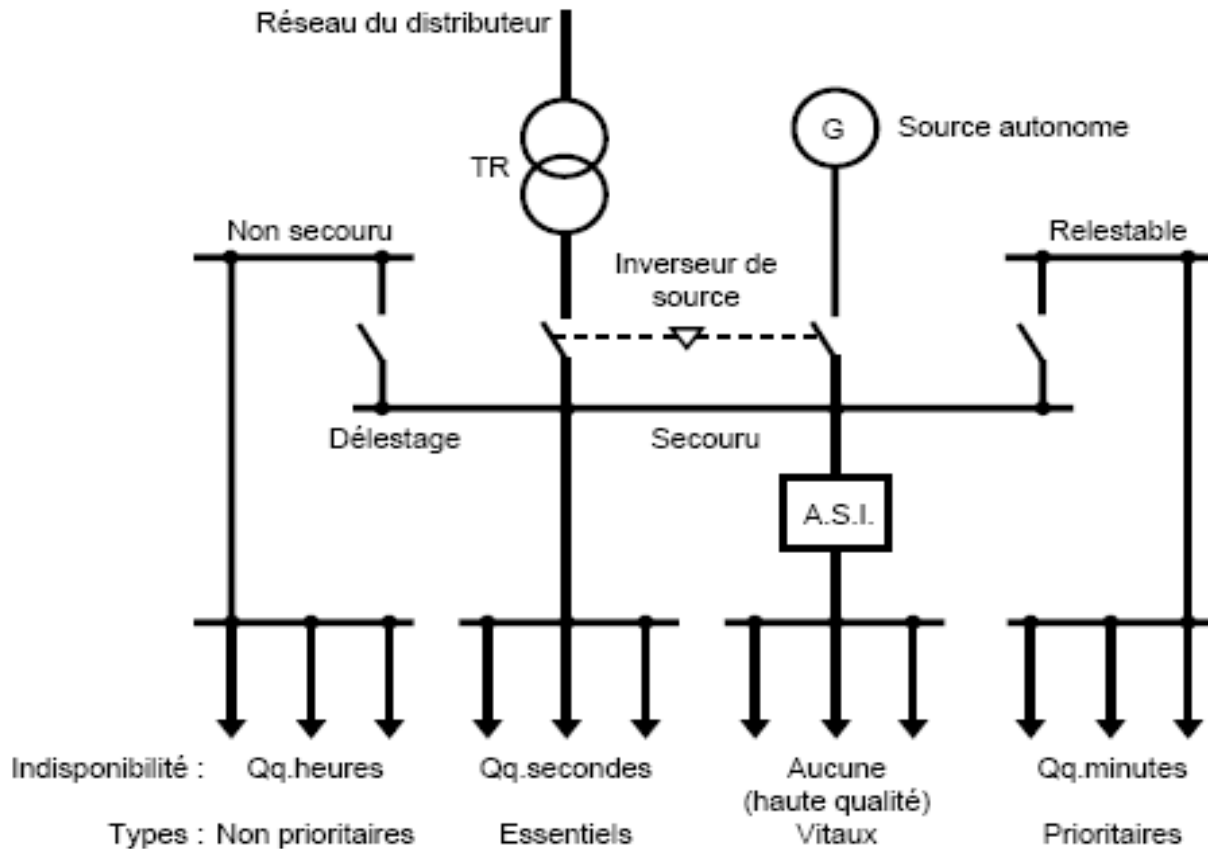 Réseau du distributeur
G
Source autonome
TR
Non secouru
Relestable
Inverseur de
source
Délestage
Secouru
A.S.I.
Indisponibilité : Qq.heures Qq.secondes Aucune Qq.minutes
(haute qualité)
Types : Non prioritaires Essentiels Vitaux Prioritaires